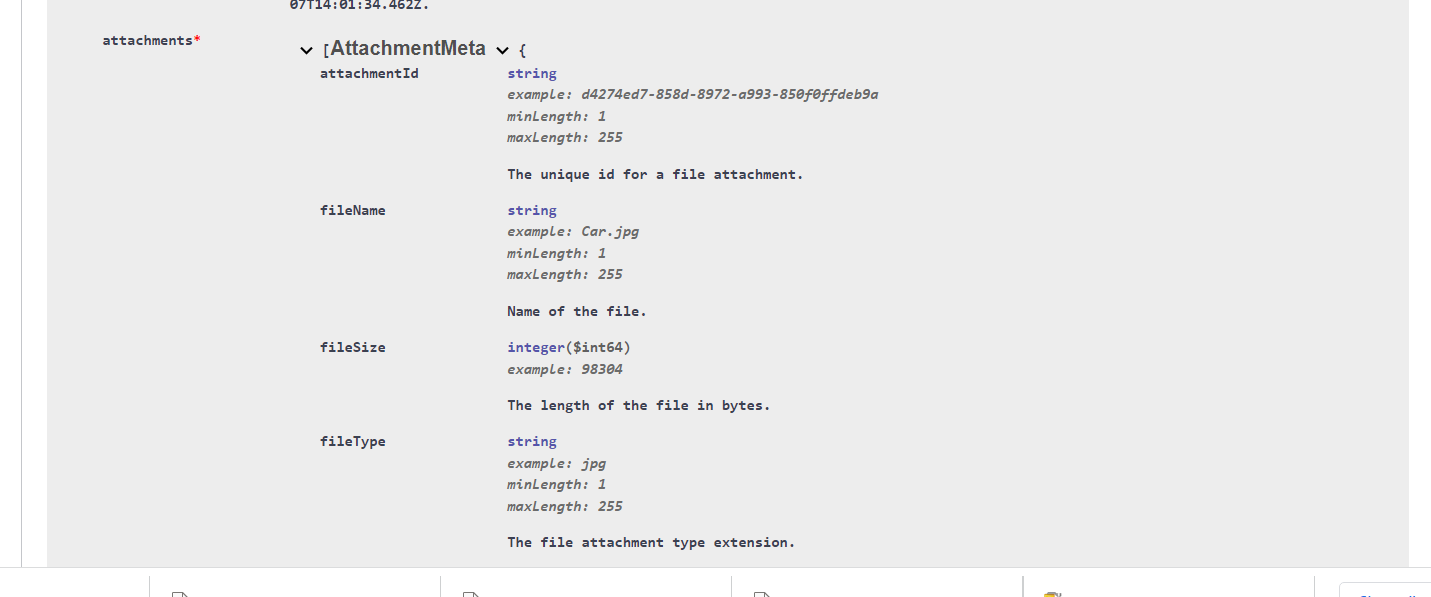 07T14:01:34.462Z.
attachments*
[AttachmentMeta {
attachmentId string
example: d4274ed7-858d-8972-a993-850f0ffdeb9a
minLength: 1
maxLength: 255
The unique id for a file attachment.
fileName string
example: Car.jpg
minLength: 1
maxLength: 255
Name of the file.
fileSize integer($int64)
example: 98304
The length of the file in bytes.
fileType string
example: jpg
minLength: 1
maxLength: 255
The file attachment type extension.